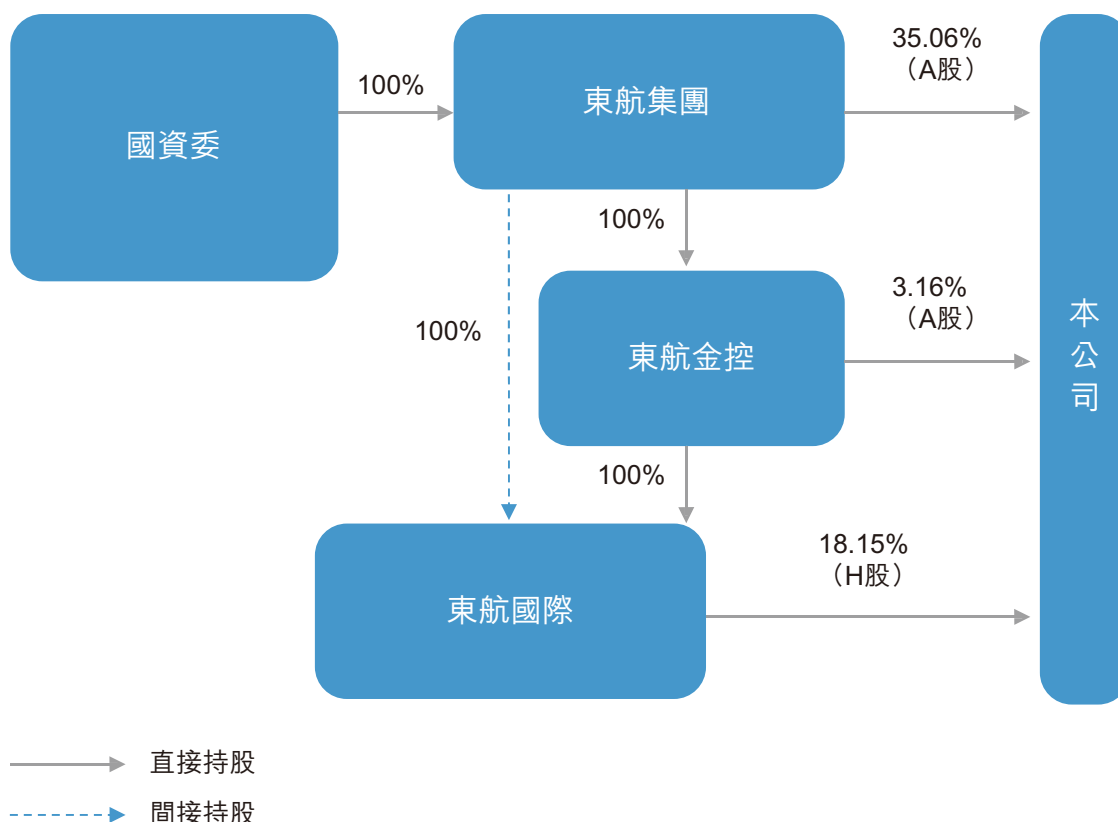 35.06%
（A股）
100%
東航集團
國資委
100%
3.16%
（A股）
100%
東航金控
本
公
司
100%
18.15%
（H股）
東航國際
直接持股
間接持股